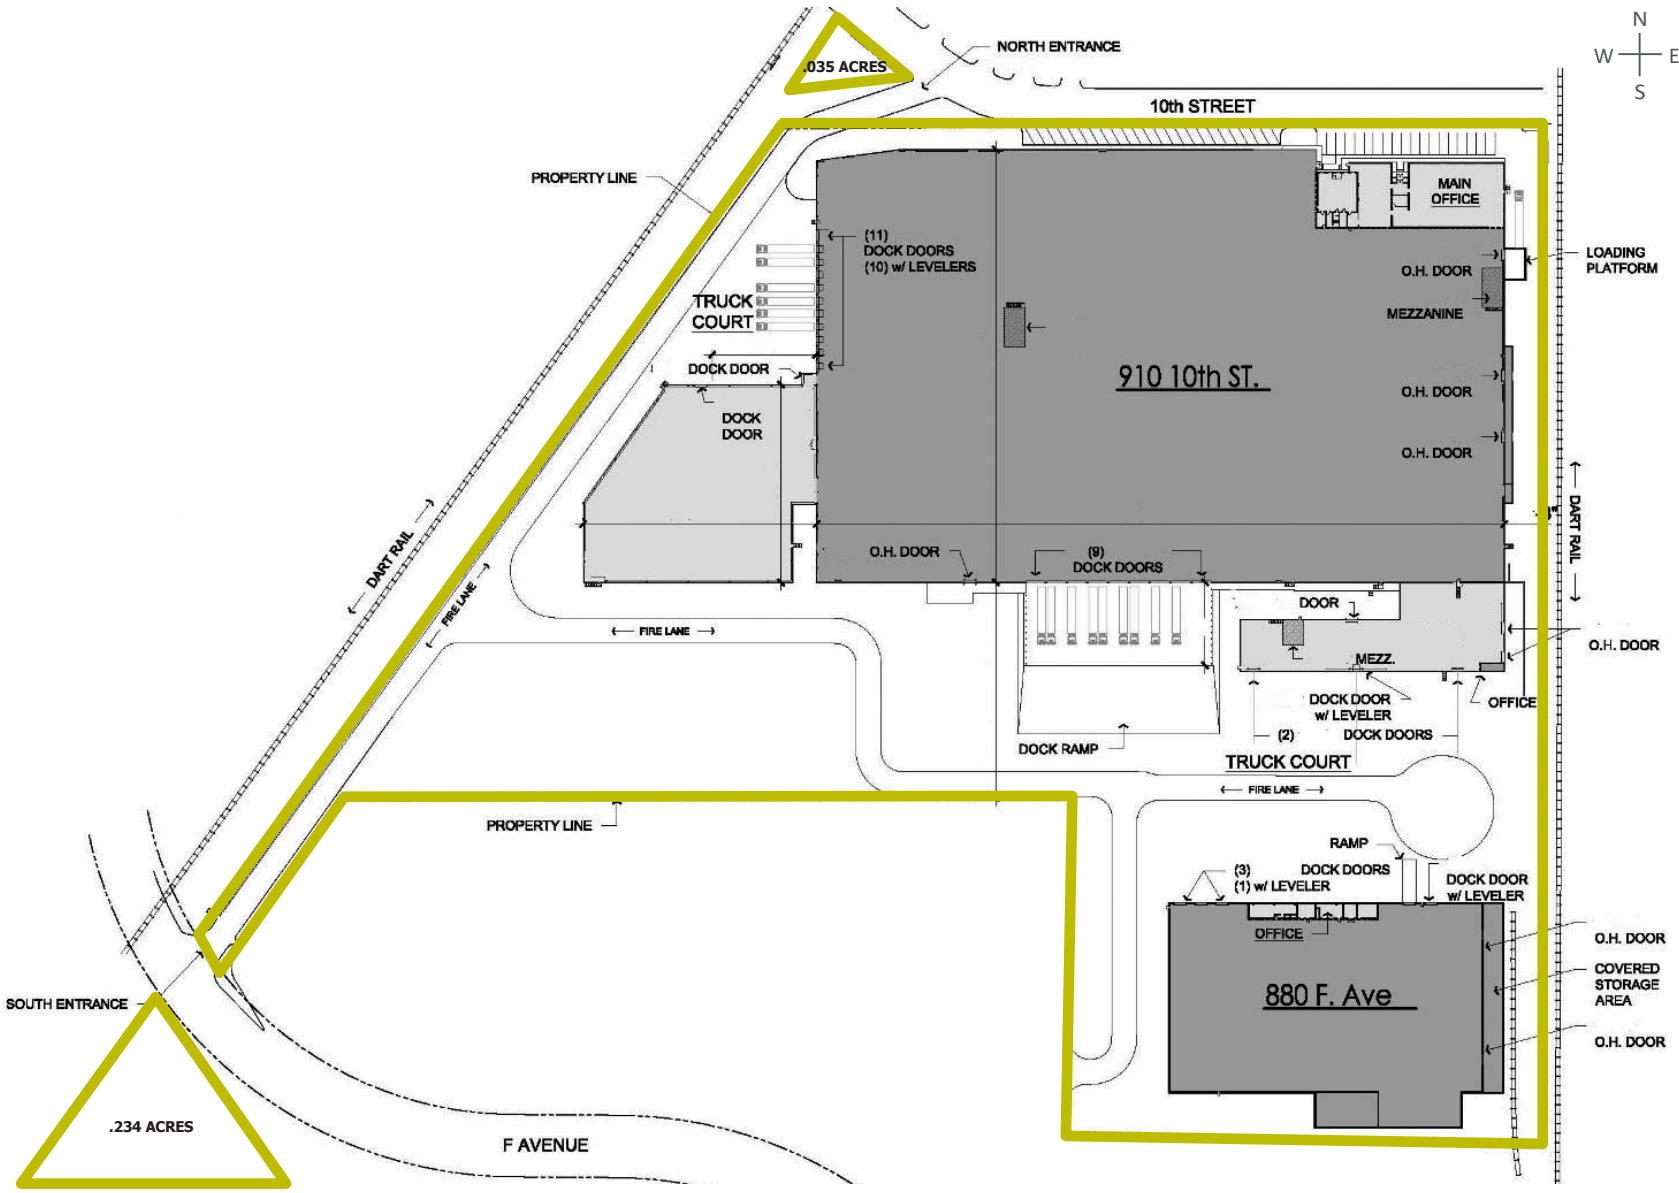 N
W E
S
.035 ACRES
NORTH ENTRANCE
10th STREET
PROPERTY LINE
MAIN
OFFICE
(11)
DOCK DOORS
(10) w/ LEVELERS
LOADING
PLATFORM
O.H. DOOR
TRUCK
COURT
MEZZANINE
DOCK DOOR
910 10th ST.
O.H. DOOR
DOCK
DOOR
O.H. DOOR
DART RAIL
DART RAIL
O.H. DOOR
(9)
DOCK DOORS
FIRE LANE
FIRE LANE
DOOR
O.H. DOOR
MEZZ.
DOCK DOOR
w/ LEVELER
OFFICE
(2)
DOCK DOORS
DOCK RAMP
TRUCK COURT
FIRE LANE
PROPERTY LINE
RAMP
(3)
(1) w/ LEVELER
DOCK DOORS
DOCK DOOR
w/ LEVELER
OFFICE
O.H. DOOR
COVERED
STORAGE
AREA
880 F. Ave
SOUTH ENTRANCE
O.H. DOOR
.234 ACRES
F AVENUE